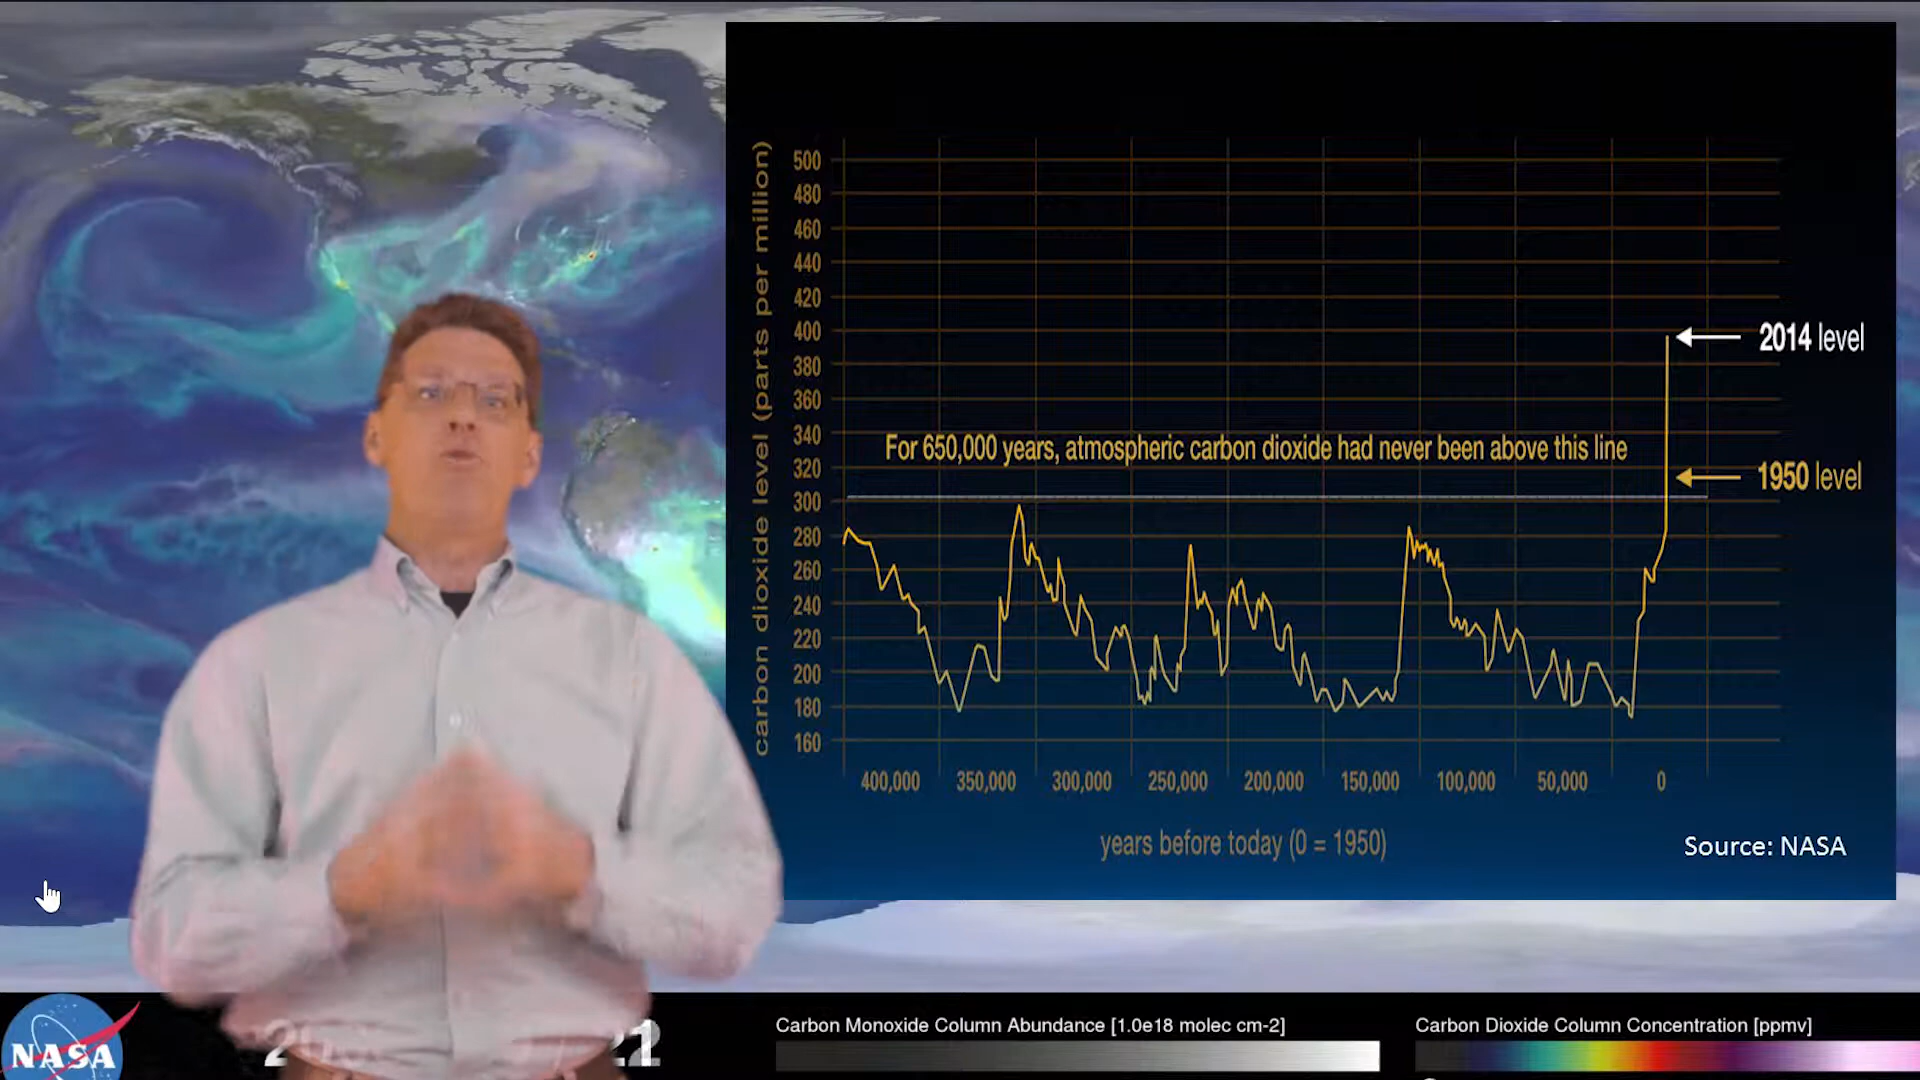 carbon dioxide level (parts per million)
500
480
460
440
420
400
380
360
340
320
300
280
260
240
220
200
180
160
2014 level
For 650,000 years, atmospheric carbon dioxide had never been above this line
1950 level
400,000 350,000 300,000 250,000 200,000 150,000 100,000 50,000 0
years before today (0 = 1950)
Source: NASA
NASA
Carbon Monoxide Column Abundance [1.0e18 molec cm-2]
Carbon Dioxide Column Concentration [ppmv]